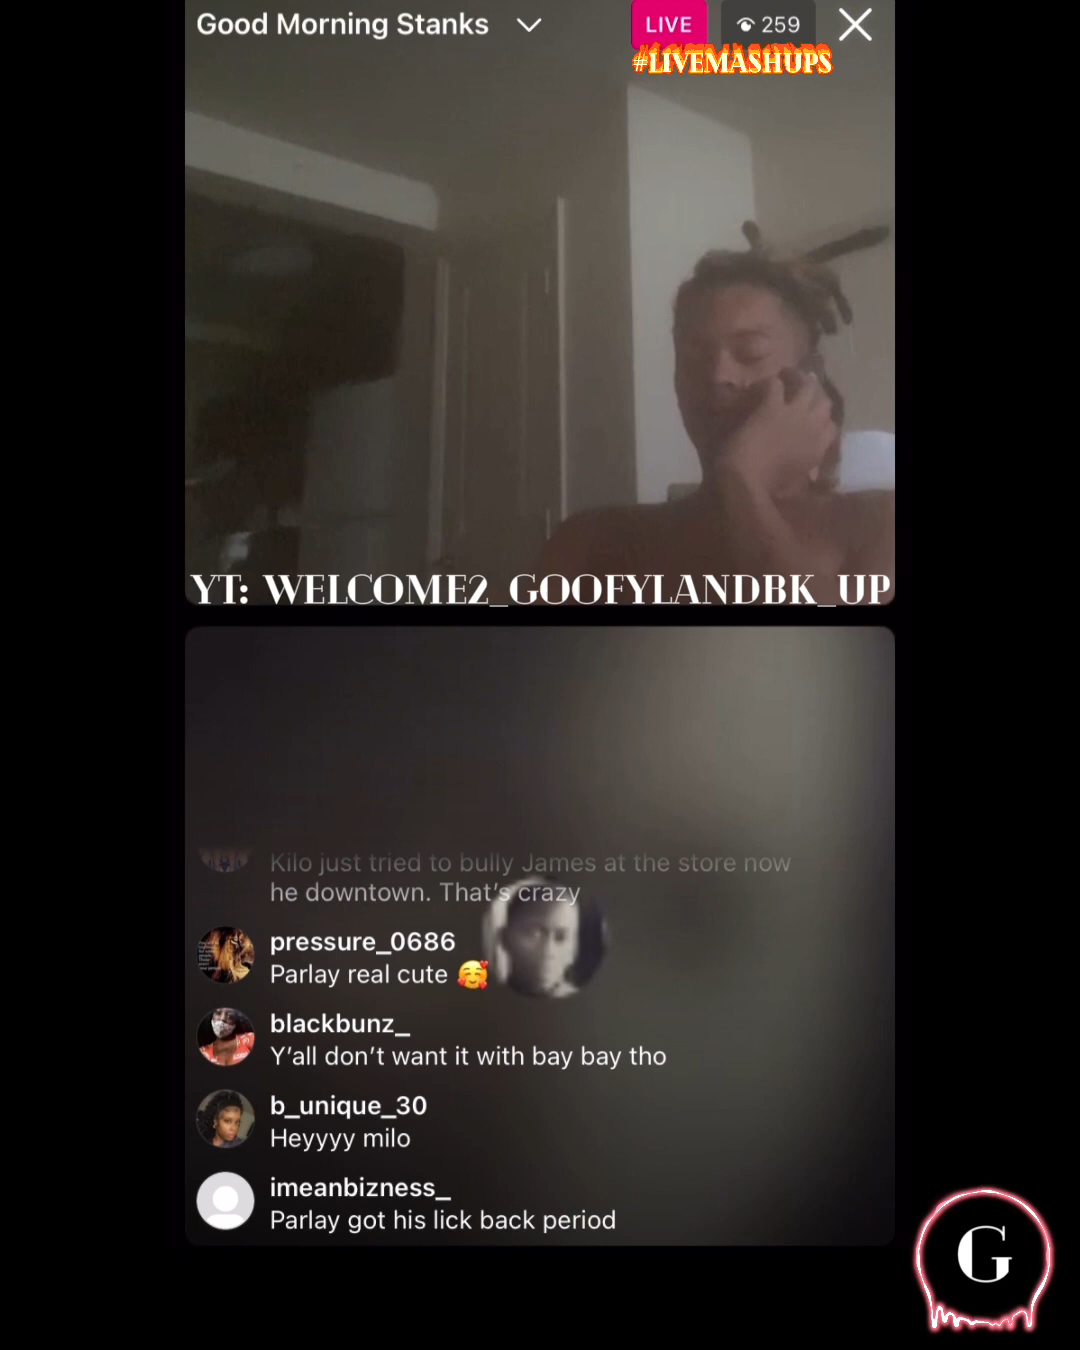 Good Morning Stanks
LIVE
259
#LIVEMASHUPS
YT: WELCOME2_GOOFYLANDBK_UP
Kilo just tried to bully James at the store now
he downtown. That's crazy
pressure_0686
Parlay real cute 🥰
blackbunz_
Y'all don't want it with bay bay tho
b_unique_30
Heyyyy milo
imeanbizness_
Parlay got his lick back period
G